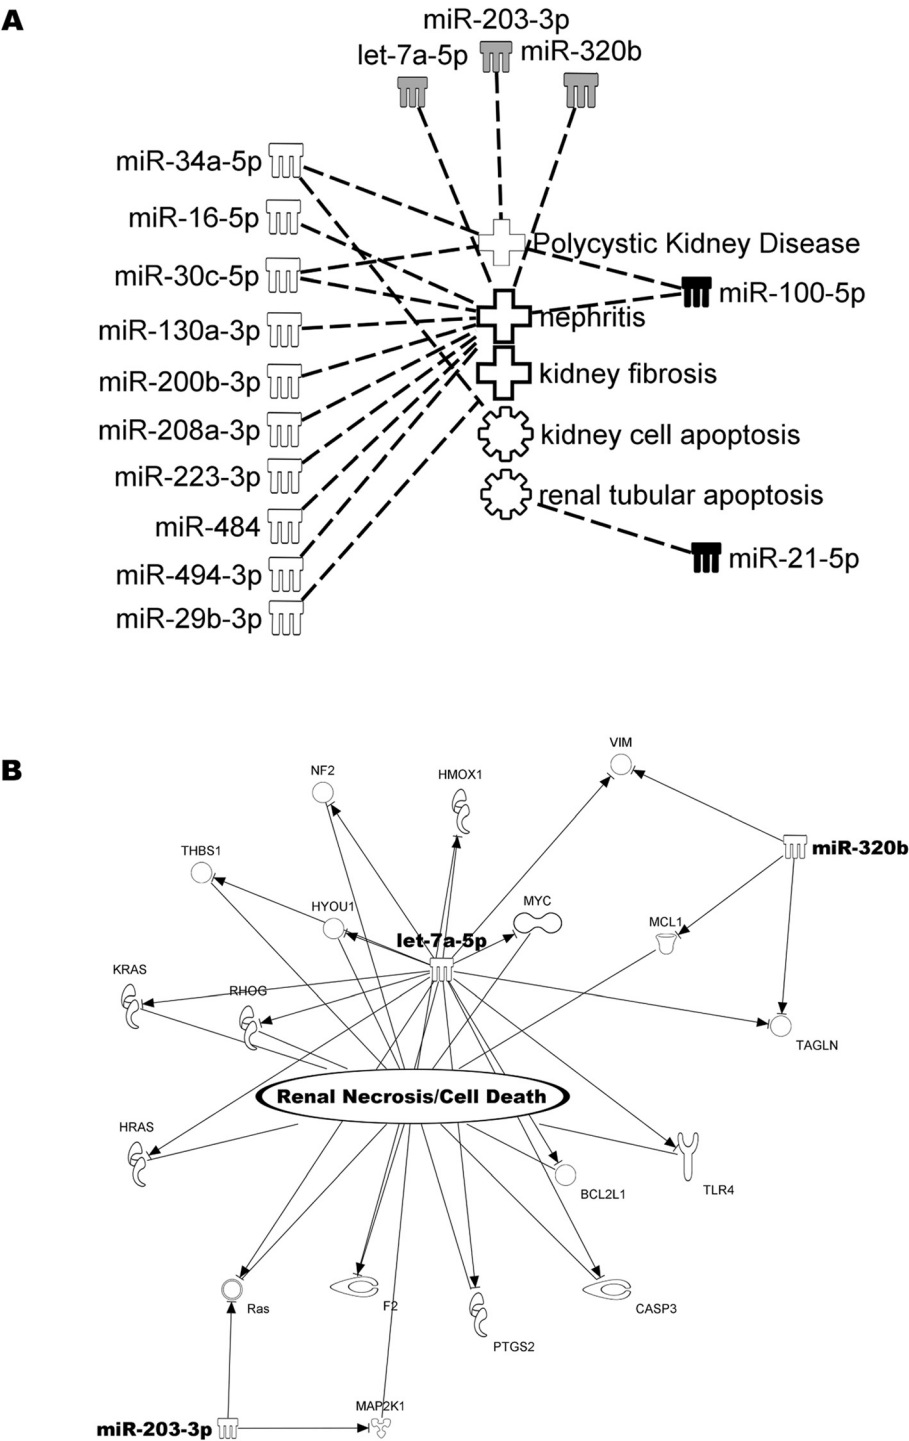 A
miR-203-3p
let-7a-5p
miR-320b
miR-34a-5p
miR-16-5p
Polycystic Kidney Disease
miR-30c-5p
miR-100-5p
nephritis
miR-130a-3p
miR-200b-3p
kidney fibrosis
miR-208a-3p
kidney cell apoptosis
miR-223-3p
renal tubular apoptosis
miR-484
miR-21-5p
miR-494-3p
miR-29b-3p
B
VIM
NF2
HMOX1
THBS1
miR-320b
HYOU1
MYC
MCL1
let-7a-5p
KRAS
RHOG
TAGLN
Renal Necrosis/Cell Death
HRAS
BCL2L1
TLR4
Ras
F2
CASP3
PTGS2
MAP2K1
miR-203-3p